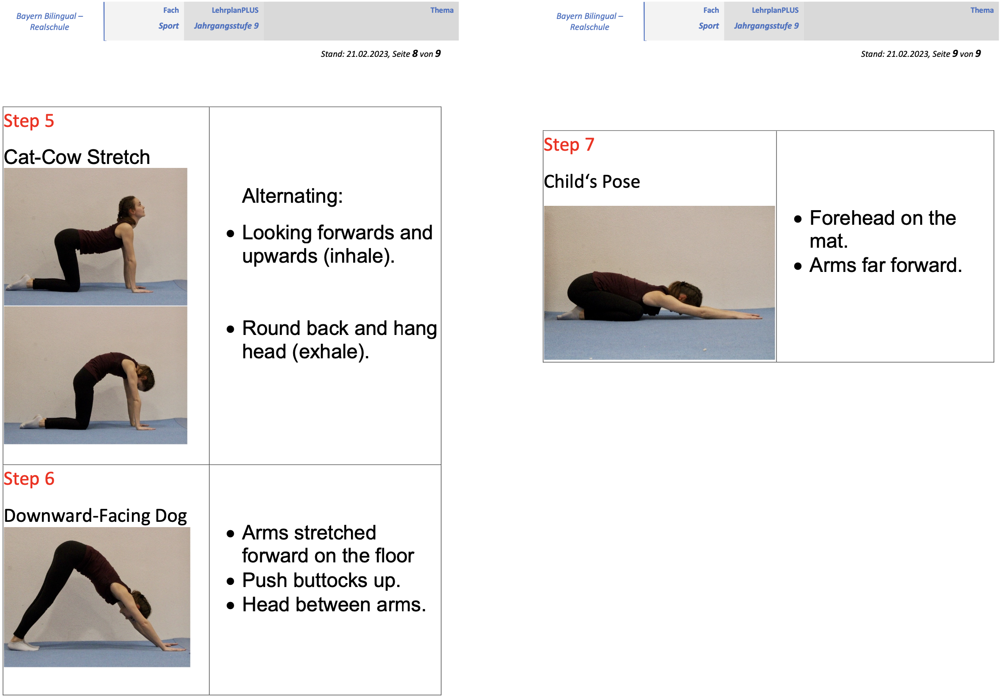 Bayern Bilingual –
Realschule
Fach
Sport
LehrplanPLUS
Jahrgangsstufe 9
Thema
Stand: 21.02.2023, Seite 8 von 9
Step 5
Cat-Cow Stretch
Alternating:
• Looking forwards and
upwards (inhale).
• Round back and hang
head (exhale).
Step 6
Downward-Facing Dog
• Arms stretched
forward on the floor
• Push buttocks up.
• Head between arms.
Bayern Bilingual –
Realschule
Fach
Sport
LehrplanPLUS
Jahrgangsstufe 9
Thema
Stand: 21.02.2023, Seite 9 von 9
Step 7
Child‘s Pose
• Forehead on the
mat.
• Arms far forward.